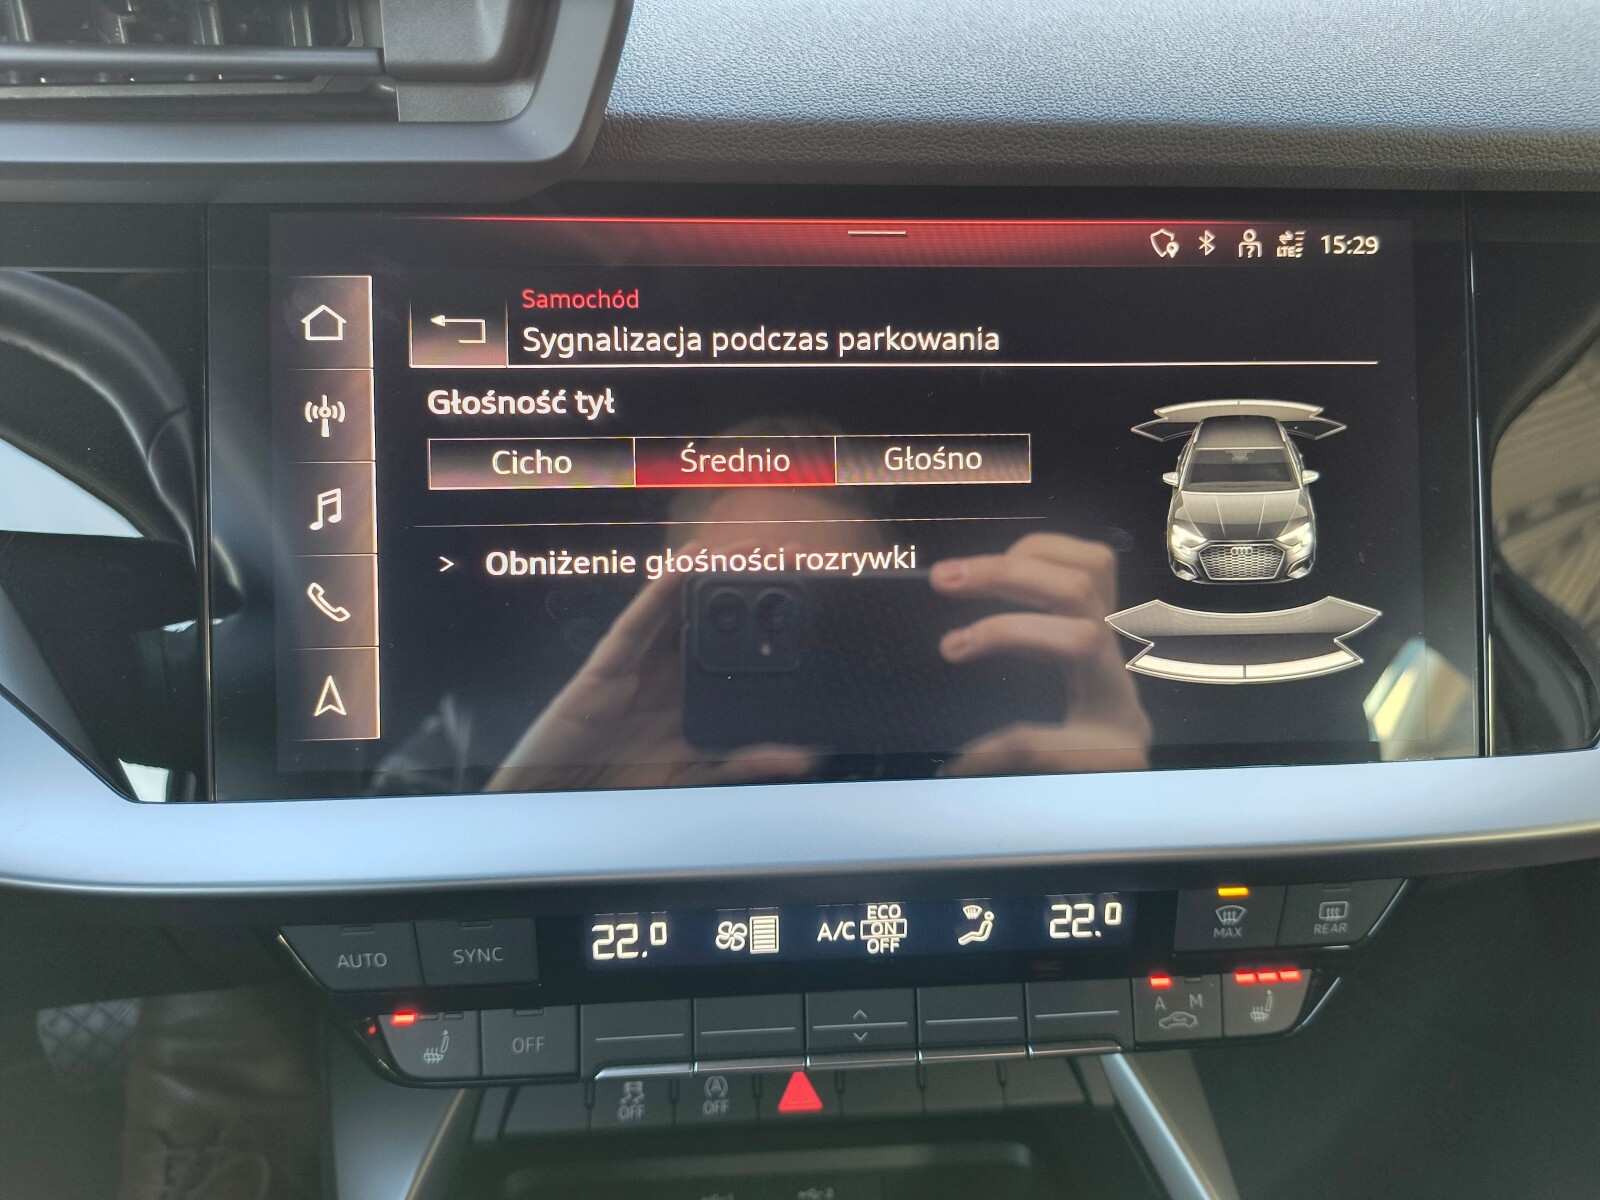 LTE 15:29
Samochód
Sygnalizacja podczas parkowania
Głośność tył
Cicho Średnio Głośno
> Obniżenie głośności rozrywki
AUTO SYNC 22.0 A/C ECO ON OFF 22.0 MAX REAR
OFF A M
OFF A OFF